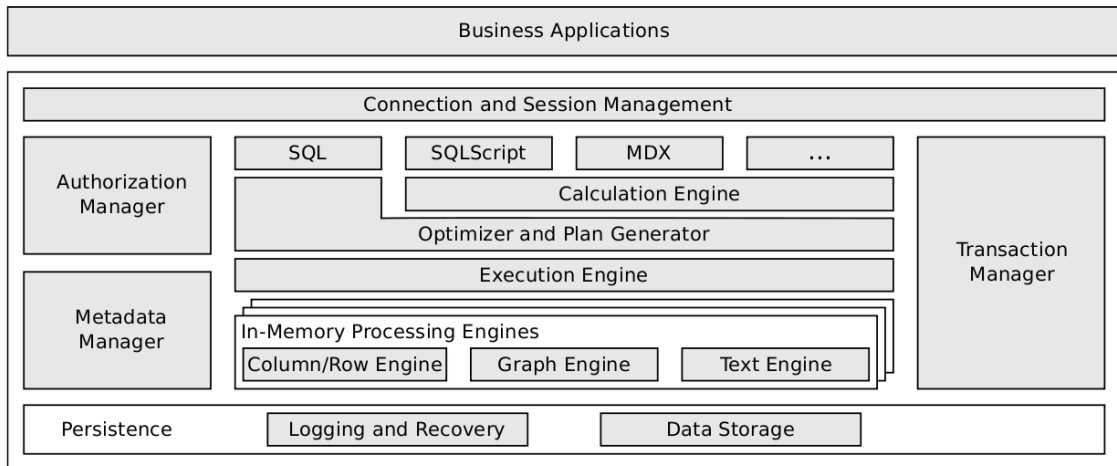 Business Applications
Connection and Session Management
Authorization
Manager
SQL
SQLScript
MDX
...
Calculation Engine
Optimizer and Plan Generator
Execution Engine
Transaction
Manager
Metadata
Manager
In-Memory Processing Engines
Column/Row Engine
Graph Engine
Text Engine
Persistence
Logging and Recovery
Data Storage